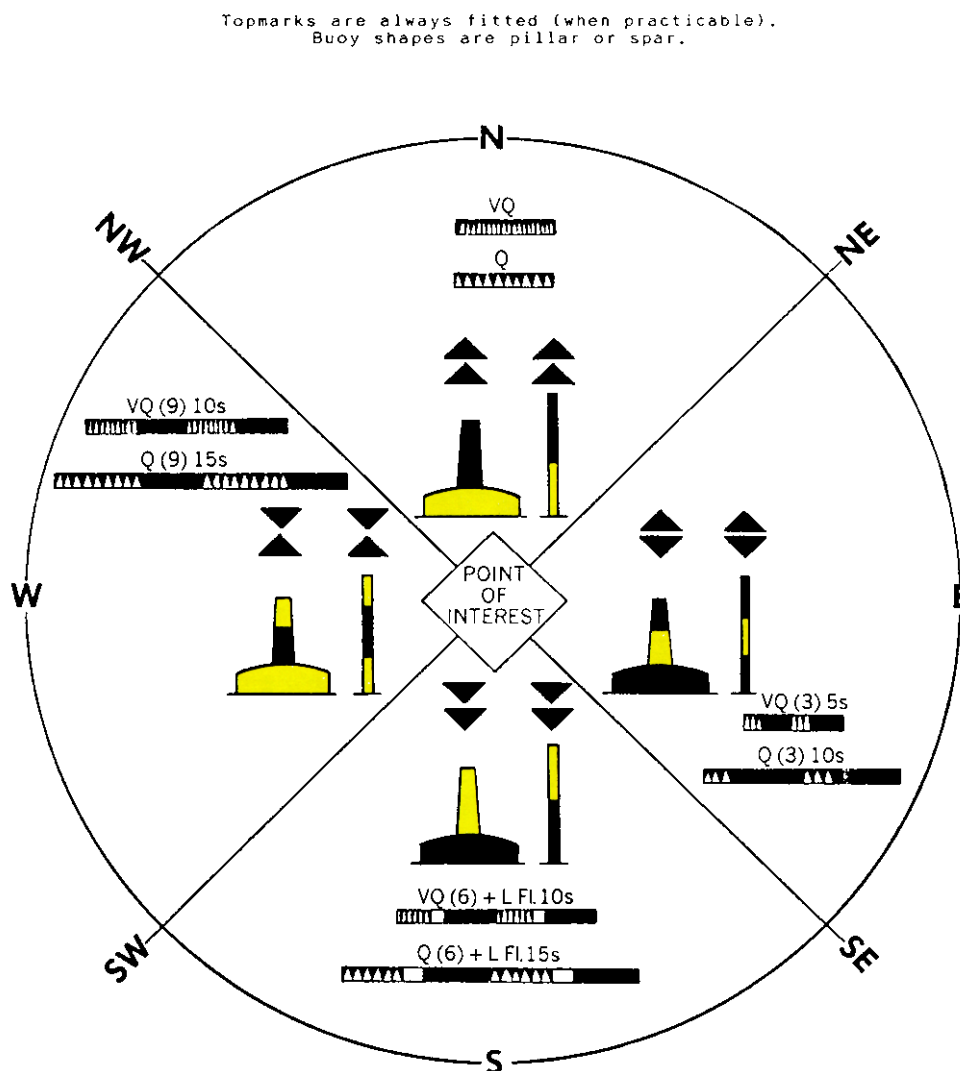 Topmarks are always fitted (when practicable).
Buoy shapes are pillar or spar.
N
NW
NE
VQ
Q
VQ (9) 10s
Q (9) 15s
W
POINT
OF
INTEREST
E
VQ (3) 5s
Q (3) 10s
VQ (6) + L Fl. 10s
Q (6) + L Fl. 15s
SW
SE
S